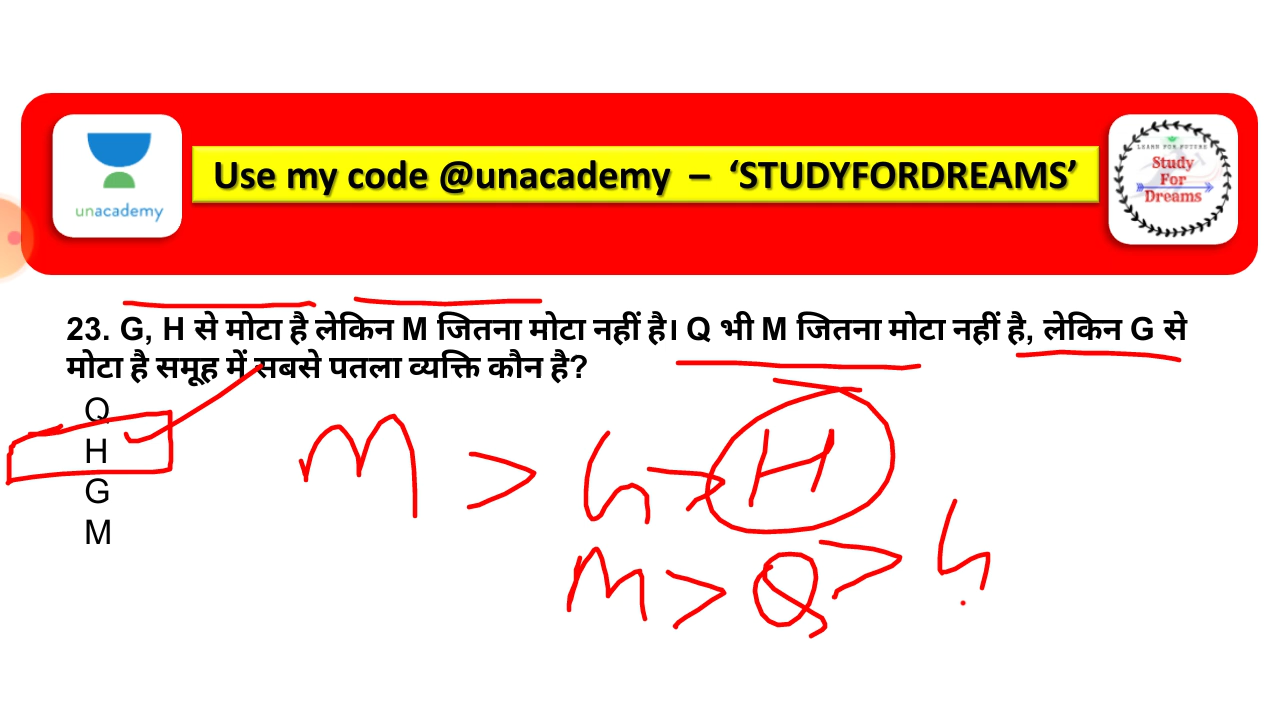 unacademy
Use my code @unacademy – ‘STUDYFORDREAMS’
LEARN FOR FUTURE
Study
For
Dreams
23. G, H से मोटा है लेकिन M जितना मोटा नहीं है। Q भी M जितना मोटा नहीं है, लेकिन G से
मोटा है समूह में सबसे पतला व्यक्ति कौन है?
Q
H
G
M
M > G > H
M > Q > G